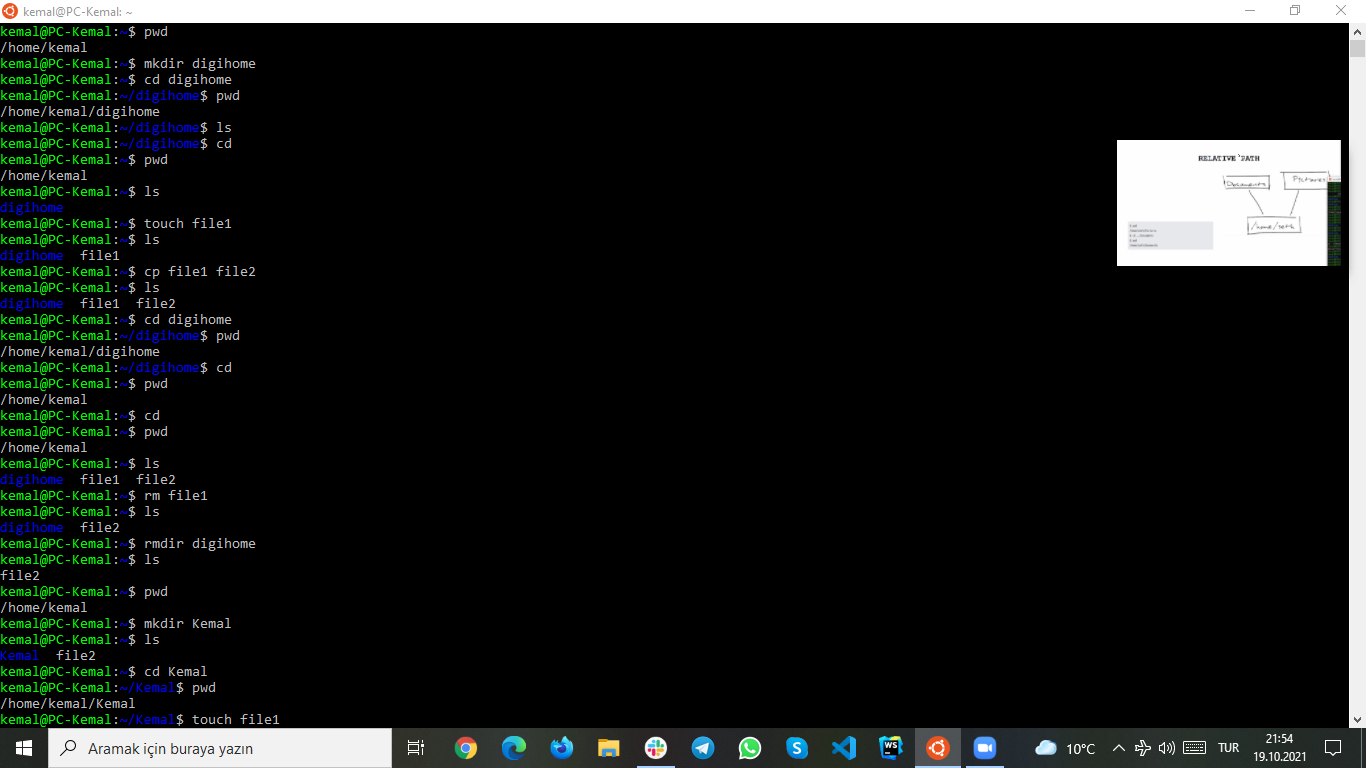 kemal@PC-Kemal: ~
kemal@PC-Kemal:~$ pwd
/home/kemal
kemal@PC-Kemal:~$ mkdir digihome
kemal@PC-Kemal:~$ cd digihome
kemal@PC-Kemal:~/digihome$ pwd
/home/kemal/digihome
kemal@PC-Kemal:~/digihome$ ls
kemal@PC-Kemal:~/digihome$ cd
kemal@PC-Kemal:~$ pwd
/home/kemal
kemal@PC-Kemal:~$ ls
digihome
kemal@PC-Kemal:~$ touch file1
kemal@PC-Kemal:~$ ls
digihome  file1
kemal@PC-Kemal:~$ cp file1 file2
kemal@PC-Kemal:~$ ls
digihome  file1  file2
kemal@PC-Kemal:~$ cd digihome
kemal@PC-Kemal:~/digihome$ pwd
/home/kemal/digihome
kemal@PC-Kemal:~/digihome$ cd
kemal@PC-Kemal:~$ pwd
/home/kemal
kemal@PC-Kemal:~$ cd
kemal@PC-Kemal:~$ pwd
/home/kemal
kemal@PC-Kemal:~$ ls
digihome  file1  file2
kemal@PC-Kemal:~$ rm file1
kemal@PC-Kemal:~$ ls
digihome  file2
kemal@PC-Kemal:~$ rmdir digihome
kemal@PC-Kemal:~$ ls
file2
kemal@PC-Kemal:~$ pwd
/home/kemal
kemal@PC-Kemal:~$ mkdir Kemal
kemal@PC-Kemal:~$ ls
Kemal  file2
kemal@PC-Kemal:~$ cd Kemal
kemal@PC-Kemal:~/Kemal$ pwd
/home/kemal/Kemal
kemal@PC-Kemal:~/Kemal$ touch file1
RELATIVE PATH
Documents
Pictures
/home/seth
Aramak için buraya yazın
10°C
TUR
21:54
19.10.2021